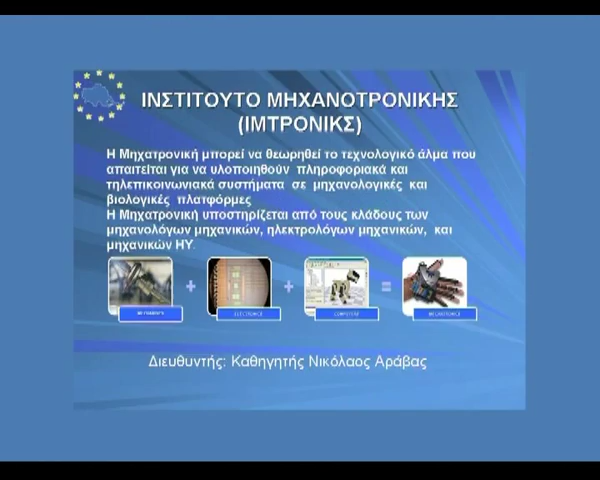 ΙΝΣΤΙΤΟΥΤΟ ΜΗΧΑΝΟΤΡΟΝΙΚΗΣ
(ΙΜΤΡΟΝΙΚΣ)
Η Μηχατρονική μπορεί να θεωρηθεί το τεχνολογικό άλμα που
απαιτείται για να υλοποιηθούν πληροφοριακά και
τηλεπικοινωνιακά συστήματα σε μηχανολογικές και
βιολογικές πλατφόρμες
Η Μηχατρονική υποστηρίζεται από τους κλάδους των
μηχανολόγων μηχανικών, ηλεκτρολόγων μηχανικών, και
μηχανικών ΗΥ.
+ + =
Διευθυντής: Καθηγητής Νικόλαος Αράβας